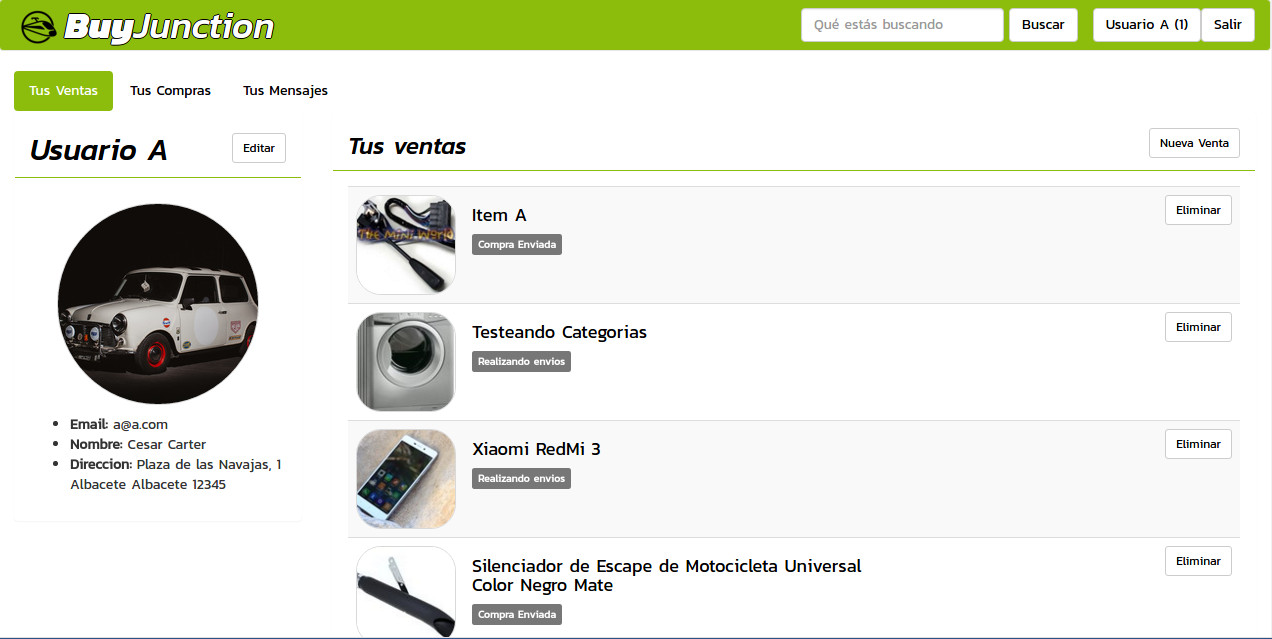 BuyJunction
Qué estás buscando
Buscar
Usuario A (1)
Salir
Tus Ventas
Tus Compras
Tus Mensajes
Usuario A
Editar
Email: a@a.com
Nombre: Cesar Carter
Direccion: Plaza de las Navajas, 1
Albacete Albacete 12345
Tus ventas
Nueva Venta
Item A
Compra Enviada
Eliminar
Testeando Categorias
Realizando envios
Eliminar
Xiaomi RedMi 3
Realizando envios
Eliminar
Silenciador de Escape de Motocicleta Universal
Color Negro Mate
Compra Enviada
Eliminar